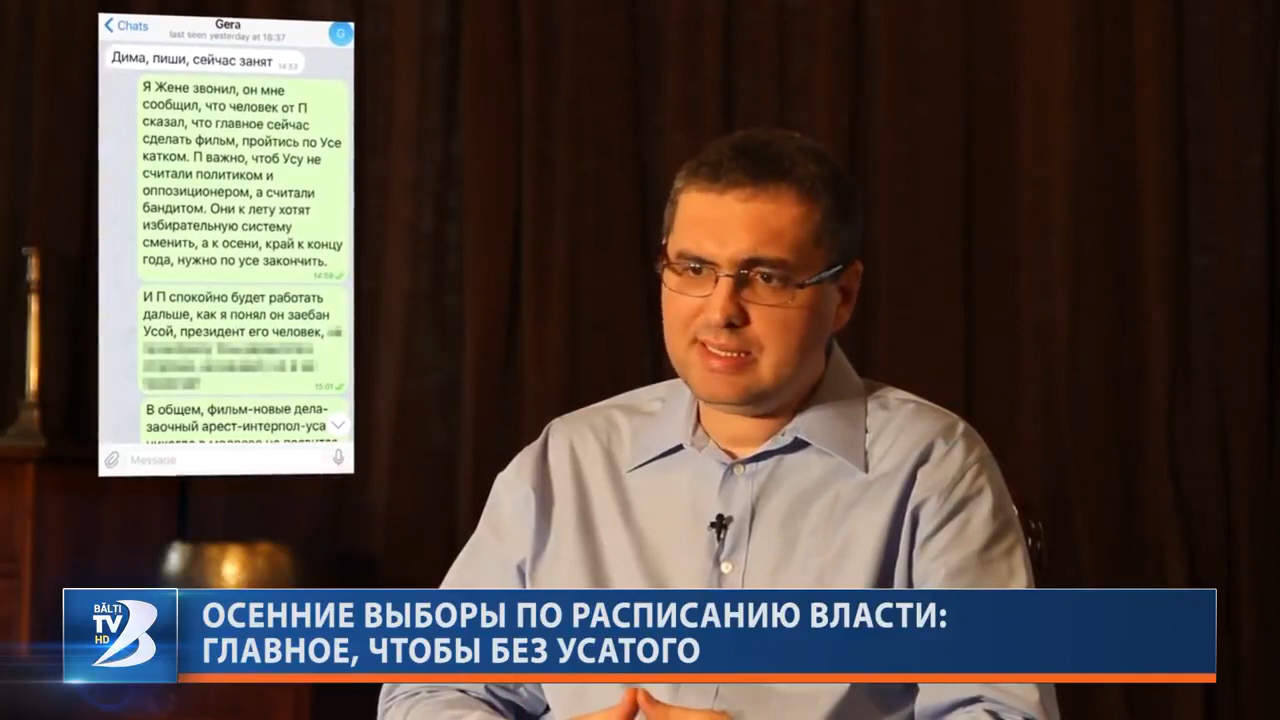 Chats
Gera
last seen yesterday at 18:37
G
Дима, пиши, сейчас занят
14:53
Я Жене звонил, он мне
сообщил, что человек от П
сказал, что главное сейчас
сделать фильм, пройтись по Усе
катком. П важно, чтоб Усу не
считали политиком и
оппозиционером, а считали
бандитом. Они к лету хотят
избирательную систему
сменить, а к осени, край к концу
года, нужно по усе закончить.
14:59
И П спокойно будет работать
дальше, как я понял он заебан
Усой, президент его человек,
15:01
В общем, фильм-новые дела-
заочный арест-интерпол-уса
Message
BĂLȚI
TV
HD
ОСЕННИЕ ВЫБОРЫ ПО РАСПИСАНИЮ ВЛАСТИ:
ГЛАВНОЕ, ЧТОБЫ БЕЗ УСАТОГО